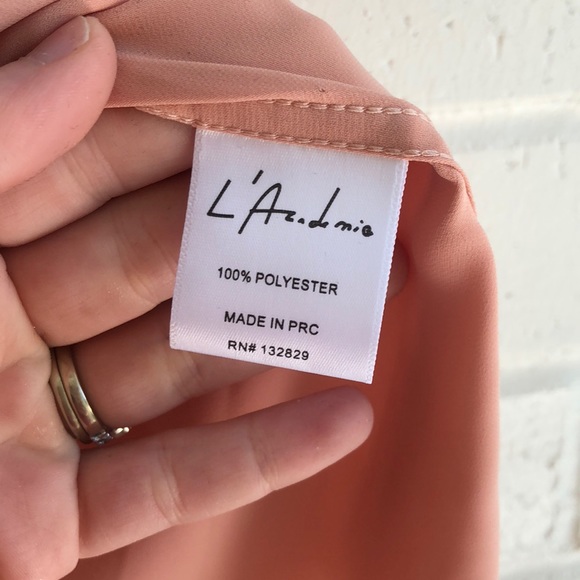 L'Academie
100% POLYESTER
MADE IN PRC
RN# 132829